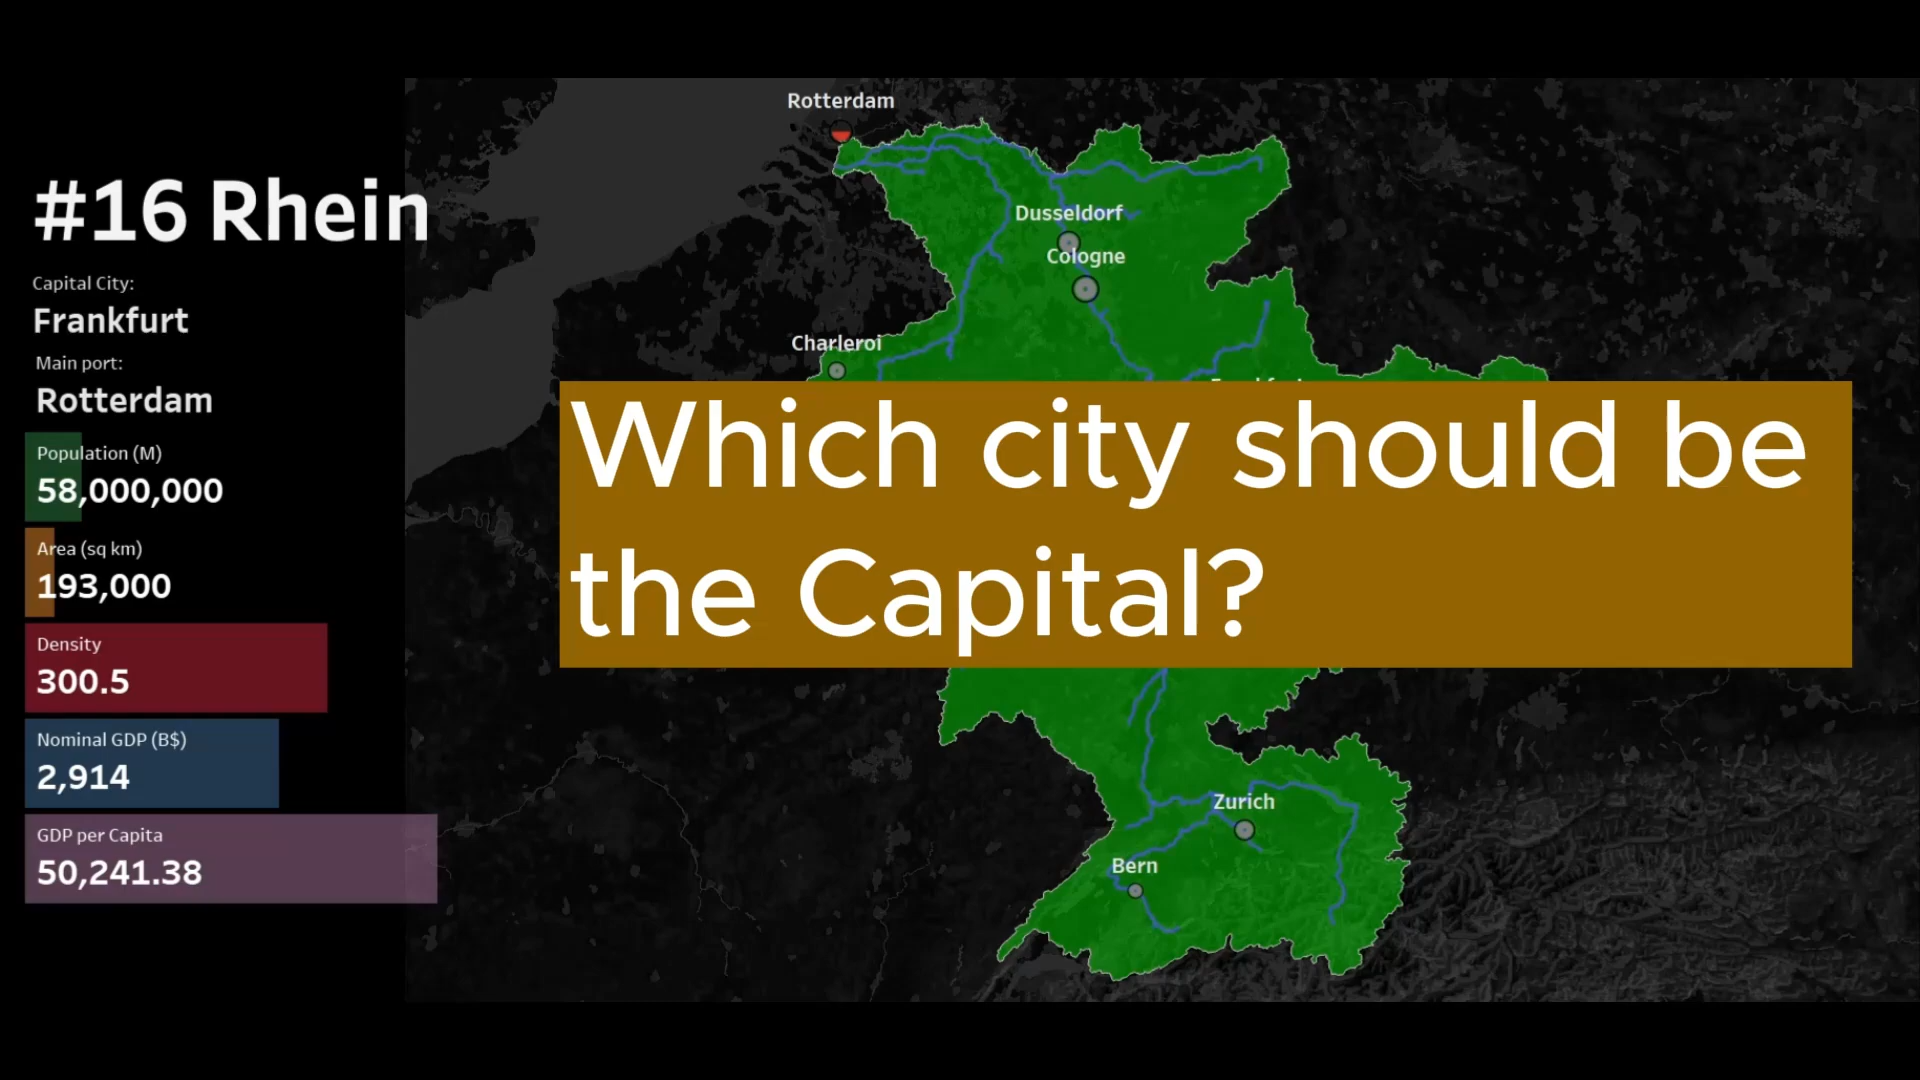 #16 Rhein
Capital City:
Frankfurt
Main port:
Rotterdam
Population (M)
58,000,000
Area (sq km)
193,000
Density
300.5
Nominal GDP (B$)
2,914
GDP per Capita
50,241.38
Rotterdam
Dusseldorf
Cologne
Charleroi
Which city should be
the Capital?
Zurich
Bern